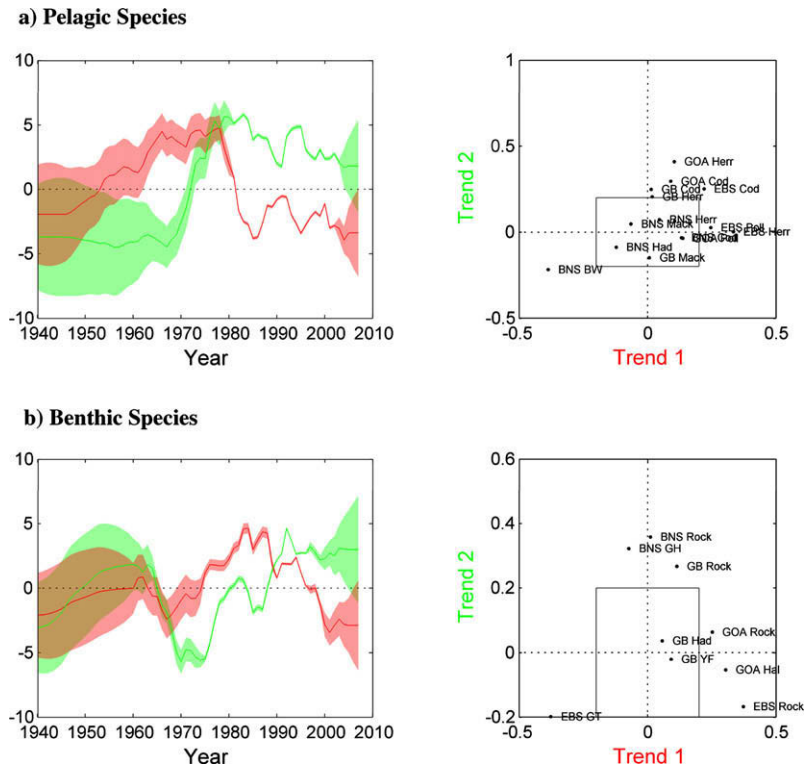 a) Pelagic Species
10
5
0
-5
-10
1940 1950 1960 1970 1980 1990 2000 2010
Year
1
0.5
0
-0.5
-0.5 0 0.5
Trend 2
Trend 1
GOA Herr
GOA Cod
GB Cod
EBS Cod
GB Herr
BNS Herr
BNS Mack
EBS Poll
EBS Herr
BNS Had
GB Mack
BNS BW
b) Benthic Species
10
5
0
-5
-10
1940 1950 1960 1970 1980 1990 2000 2010
Year
0.6
0.4
0.2
0
-0.2
-0.5 0 0.5
Trend 2
Trend 1
BNS Rock
BNS GH
GB Rock
GOA Rock
GB Had
GB YF
GOA Hal
EBS Rock
EBS GT